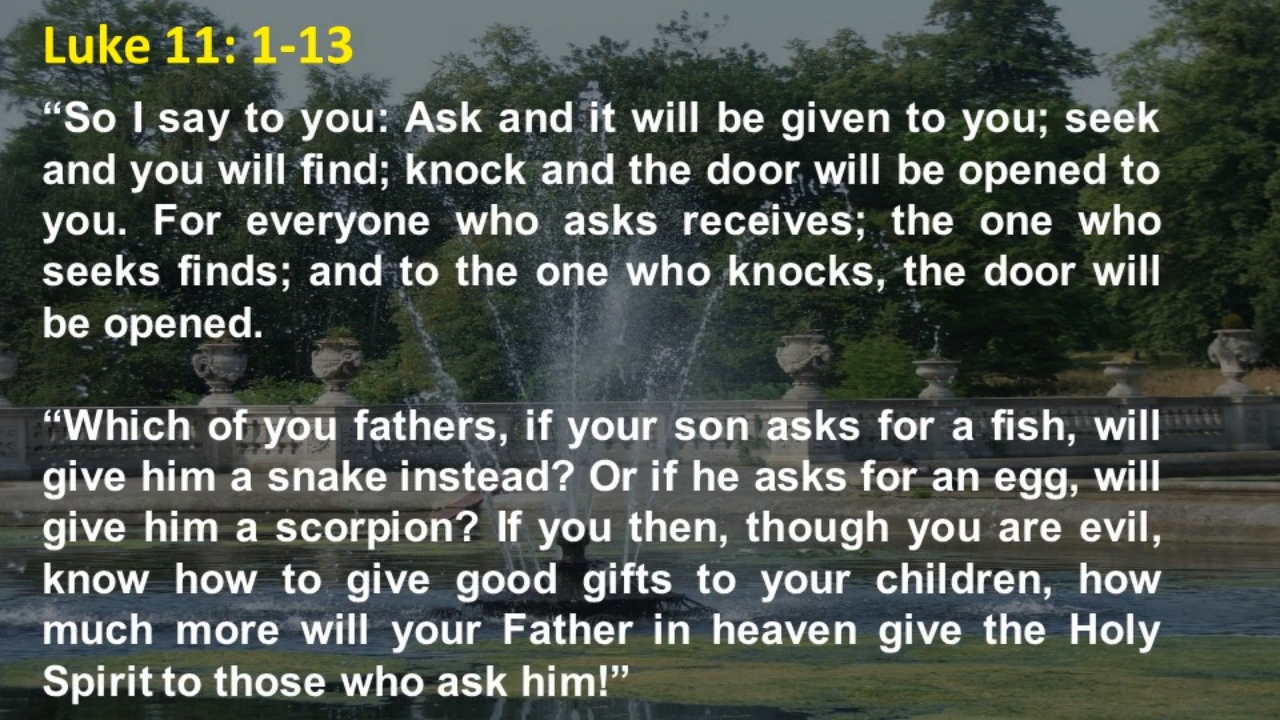 Luke 11: 1-13
“So I say to you: Ask and it will be given to you; seek
and you will find; knock and the door will be opened to
you. For everyone who asks receives; the one who
seeks finds; and to the one who knocks, the door will
be opened.
“Which of you fathers, if your son asks for a fish, will
give him a snake instead? Or if he asks for an egg, will
give him a scorpion? If you then, though you are evil,
know how to give good gifts to your children, how
much more will your Father in heaven give the Holy
Spirit to those who ask him!”